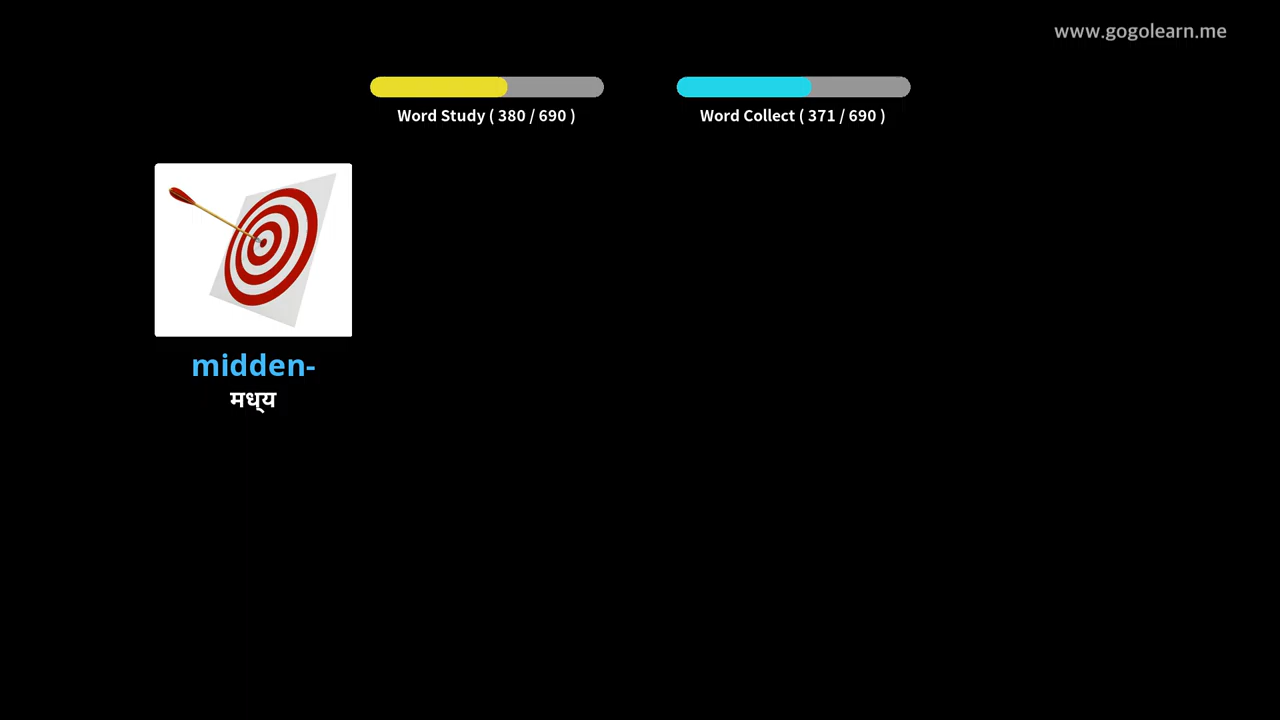 www.gogolearn.me
Word Study ( 380 / 690 )
Word Collect ( 371 / 690 )
midden-
मध्य